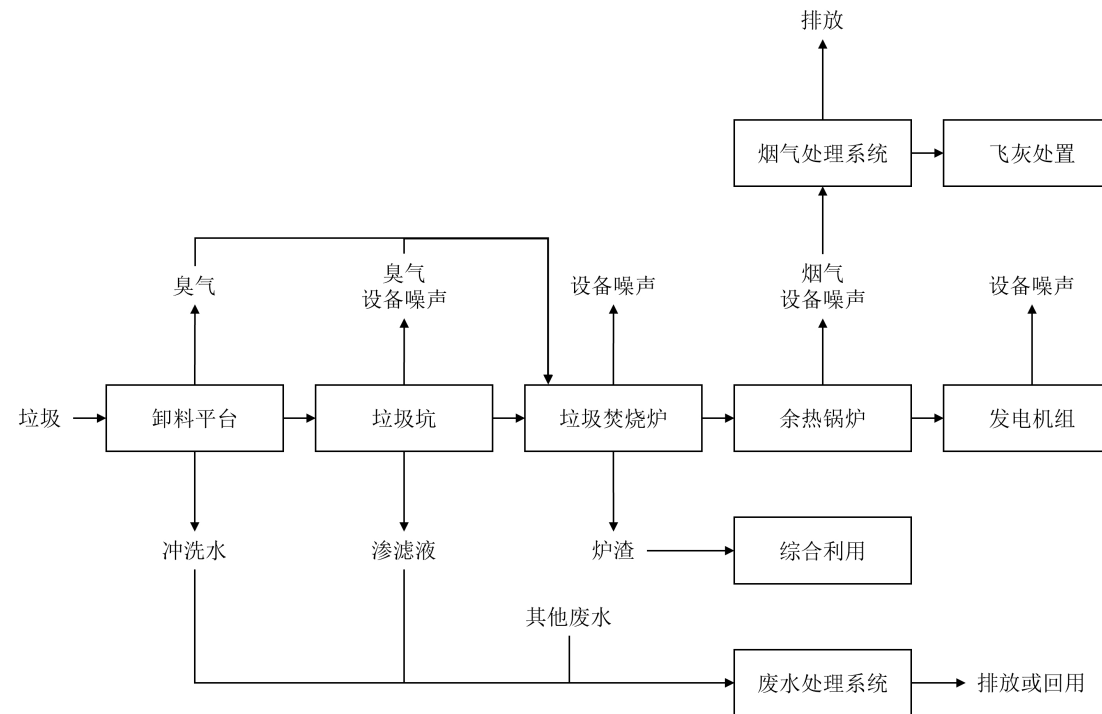 排放
烟气处理系统
飞灰处置
臭气
臭气
设备噪声
设备噪声
烟气
设备噪声
设备噪声
垃圾
卸料平台
垃圾坑
垃圾焚烧炉
余热锅炉
发电机组
冲洗水
渗滤液
炉渣
综合利用
其他废水
废水处理系统
排放或回用